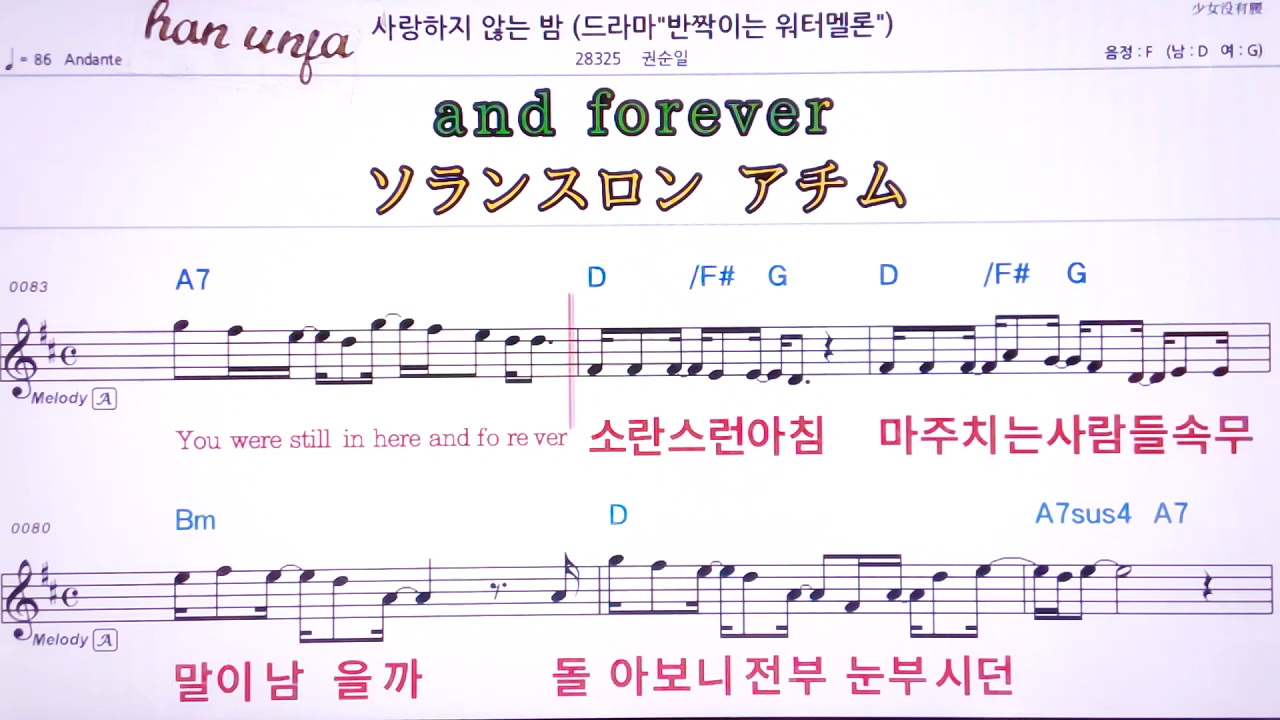 han unfa
사랑하지 않는 밤 (드라마"반짝이는 워터멜론")
少女没有腰
♩= 86 Andante
28325 권순일
음정 : F (남 : D 여 : G)
and forever
ソランスロン アチム
0083
A7 D /F# G D /F# G
Melody A
You were still in here and fo re ver 소란스런아침 마주치는사람들속무
0080
Bm D A7sus4 A7
Melody A
말이남 을까 돌 아보니전부 눈부시던